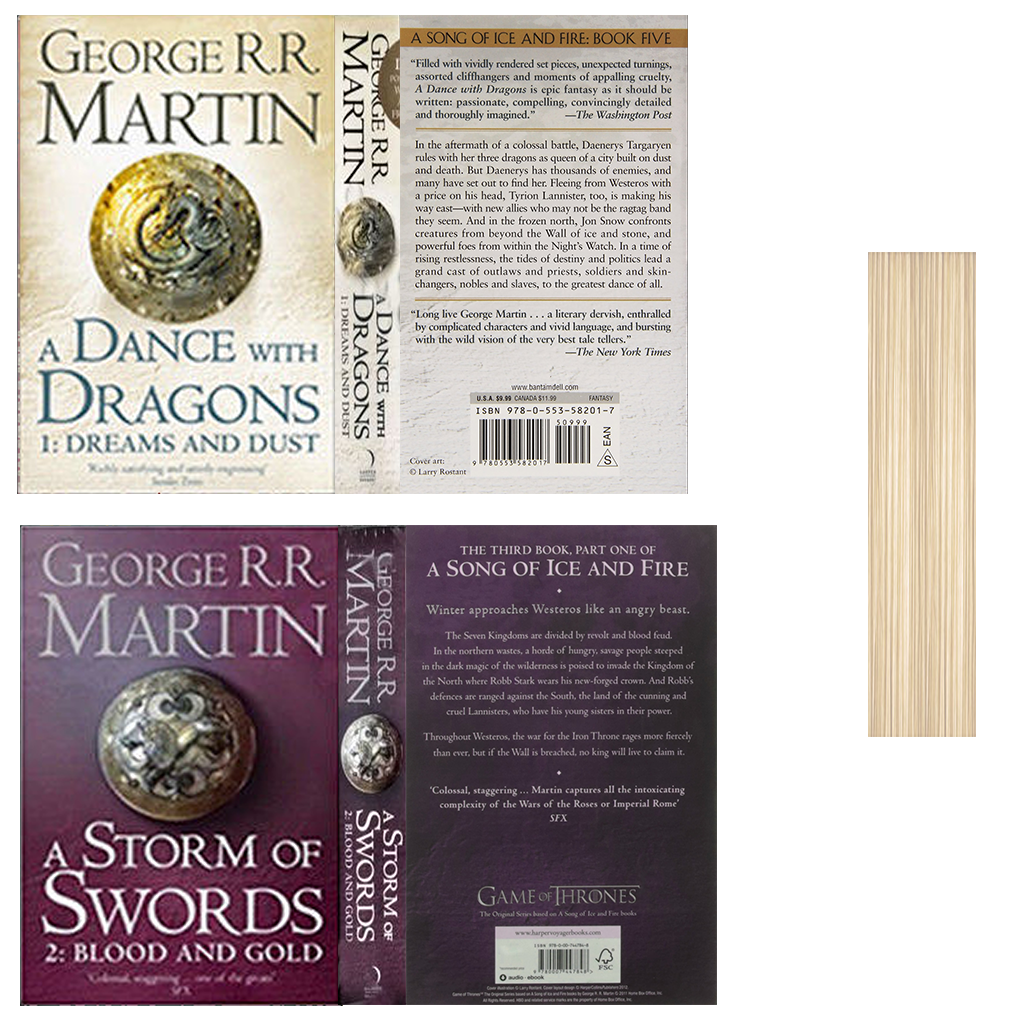 GEORGE R.R.
MARTIN
A DANCE WITH
DRAGONS
1: DREAMS AND DUST
'Richly satisfying and utterly engrossing'
Sunday Times
GEORGE R.R.
MARTIN
A DANCE WITH
DRAGONS
1: DREAMS AND DUST
A SONG OF ICE AND FIRE: BOOK FIVE
“Filled with vividly rendered set pieces, unexpected turnings,
assorted cliffhangers and moments of appalling cruelty,
A Dance with Dragons is epic fantasy as it should be
written: passionate, compelling, convincingly detailed
and thoroughly imagined.” —The Washington Post
In the aftermath of a colossal battle, Daenerys Targaryen
rules with her three dragons as queen of a city built on dust
and death. But Daenerys has thousands of enemies, and
many have set out to find her. Fleeing from Westeros with
a price on his head, Tyrion Lannister, too, is making his
way east—with new allies who may not be the ragtag band
they seem. And in the frozen north, Jon Snow confronts
creatures from beyond the Wall of ice and stone, and
powerful foes from within the Night's Watch. In a time of
rising restlessness, the tides of destiny and politics lead a
grand cast of outlaws and priests, soldiers and skin-
changers, nobles and slaves, to the greatest dance of all.
“Long live George Martin . . . a literary dervish, enthralled
by complicated characters and vivid language, and bursting
with the wild vision of the very best tale tellers.”
—The New York Times
www.bantamdell.com
U.S.A. $9.99 CANADA $11.99 FANTASY
ISBN 978-0-553-58201-7
50999
9 780553 582017
S EAN
Cover art:
© Larry Rostant
GEORGE R.R.
MARTIN
A STORM OF
SWORDS
2: BLOOD AND GOLD
SFX
GEORGE R.R.
MARTIN
A STORM OF
SWORDS
2: BLOOD AND GOLD
THE THIRD BOOK, PART ONE OF
A SONG OF ICE AND FIRE
Winter approaches Westeros like an angry beast.
The Seven Kingdoms are divided by revolt and blood feud.
In the northern wastes, a horde of hungry, savage people steeped
in the dark magic of the wilderness is poised to invade the Kingdom of
the North where Robb Stark wears his new-forged crown. And Robb's
defences are ranged against the South, the land of the cunning and
cruel Lannisters, who have his young sisters in their power.
Throughout Westeros, the war for the Iron Throne rages more fiercely
than ever, but if the Wall is breached, no king will live to claim it.
‘Colossal, staggering ... Martin captures all the intoxicating
complexity of the Wars of the Roses or Imperial Rome’
SFX
GAME OF THRONES
The Original Series based on A Song of Ice and Fire books
www.harpervoyagerbooks.com
ISBN 978-0-00-744784-8
9 780007 447848
audio · ebook
FSC